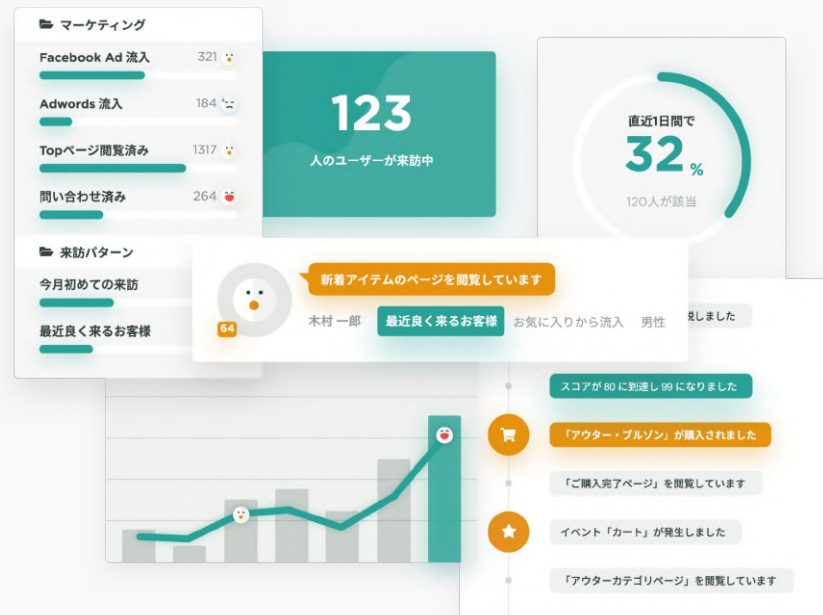 マーケティング
Facebook Ad 流入 321
Adwords 流入 184
Topページ閲覧済み 1317
問い合わせ済み 264
来訪パターン
今月初めての来訪
最近良く来るお客様
123
人のユーザーが来訪中
直近1日間で
32 %
120人が該当
新着アイテムのページを閲覧しています
64
木村 一郎 最近良く来るお客様 お気に入りから流入 男性
しました
スコアが 80 に到達し 99 になりました
「アウター・ブルゾン」が購入されました
「ご購入完了ページ」を閲覧しています
イベント「カート」が発生しました
「アウターカテゴリページ」を閲覧しています